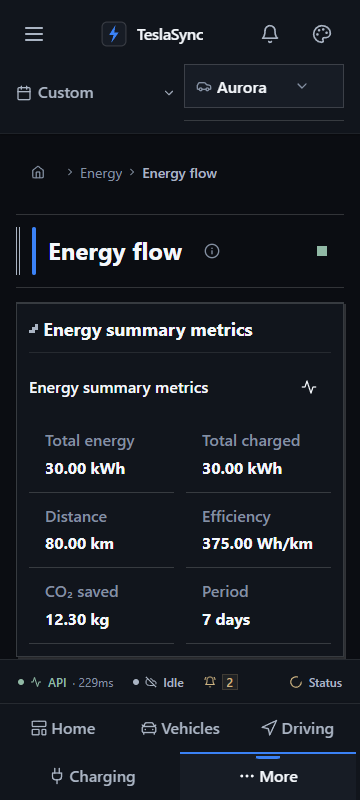 TeslaSync
Custom
Aurora
Energy
Energy flow
Energy flow
Energy summary metrics
Energy summary metrics
Total energy
Total charged
30.00 kWh
30.00 kWh
Distance
Efficiency
80.00 km
375.00 Wh/km
CO₂ saved
Period
12.30 kg
7 days
API · 229ms
Idle
2
Status
Home
Vehicles
Driving
Charging
More